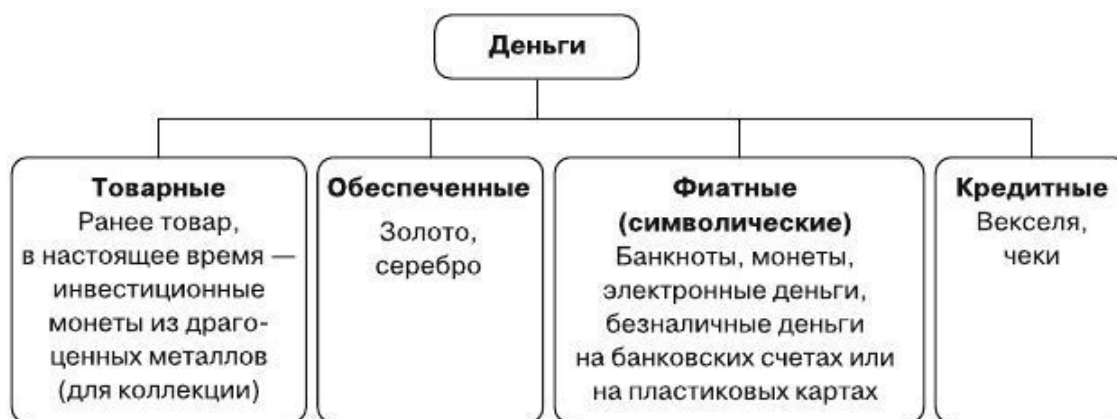 Деньги
Товарные
Ранее товар,
в настоящее время —
инвестиционные
монеты из драго-
ценных металлов
(для коллекции)
Обеспеченные
Золото,
серебро
Фиатные
(символические)
Банкноты, монеты,
электронные деньги,
безналичные деньги
на банковских счетах или
на пластиковых картах
Кредитные
Векселя,
чеки